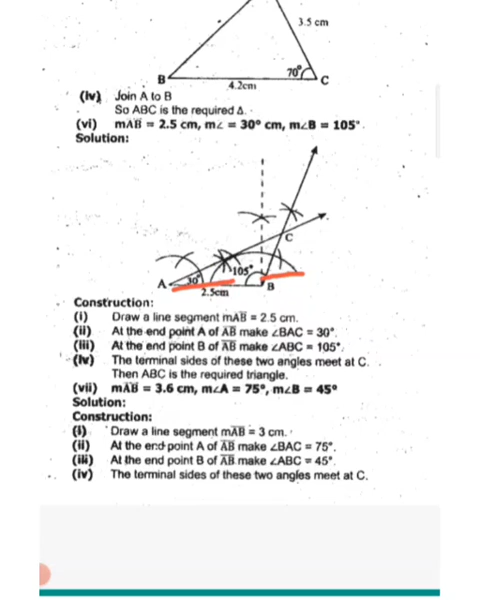 3.5 cm
70°
B
C
4.2cm
(iv) Join A to B
So ABC is the required Δ.
(vi) mAB = 2.5 cm, m∠ = 30° cm, m∠B = 105°.
Solution:
C
105°
A
30°
B
2.5cm
Construction:
(i) Draw a line segment mAB = 2.5 cm.
(ii) At the end point A of AB make ∠BAC = 30°.
(iii) At the end point B of AB make ∠ABC = 105°.
(iv) The terminal sides of these two angles meet at C.
Then ABC is the required triangle.
(vii) mAB = 3.6 cm, m∠A = 75°, m∠B = 45°
Solution:
Construction:
(i) Draw a line segment mAB = 3 cm.
(ii) At the end point A of AB make ∠BAC = 75°.
(iii) At the end point B of AB make ∠ABC = 45°.
(iv) The terminal sides of these two angles meet at C.